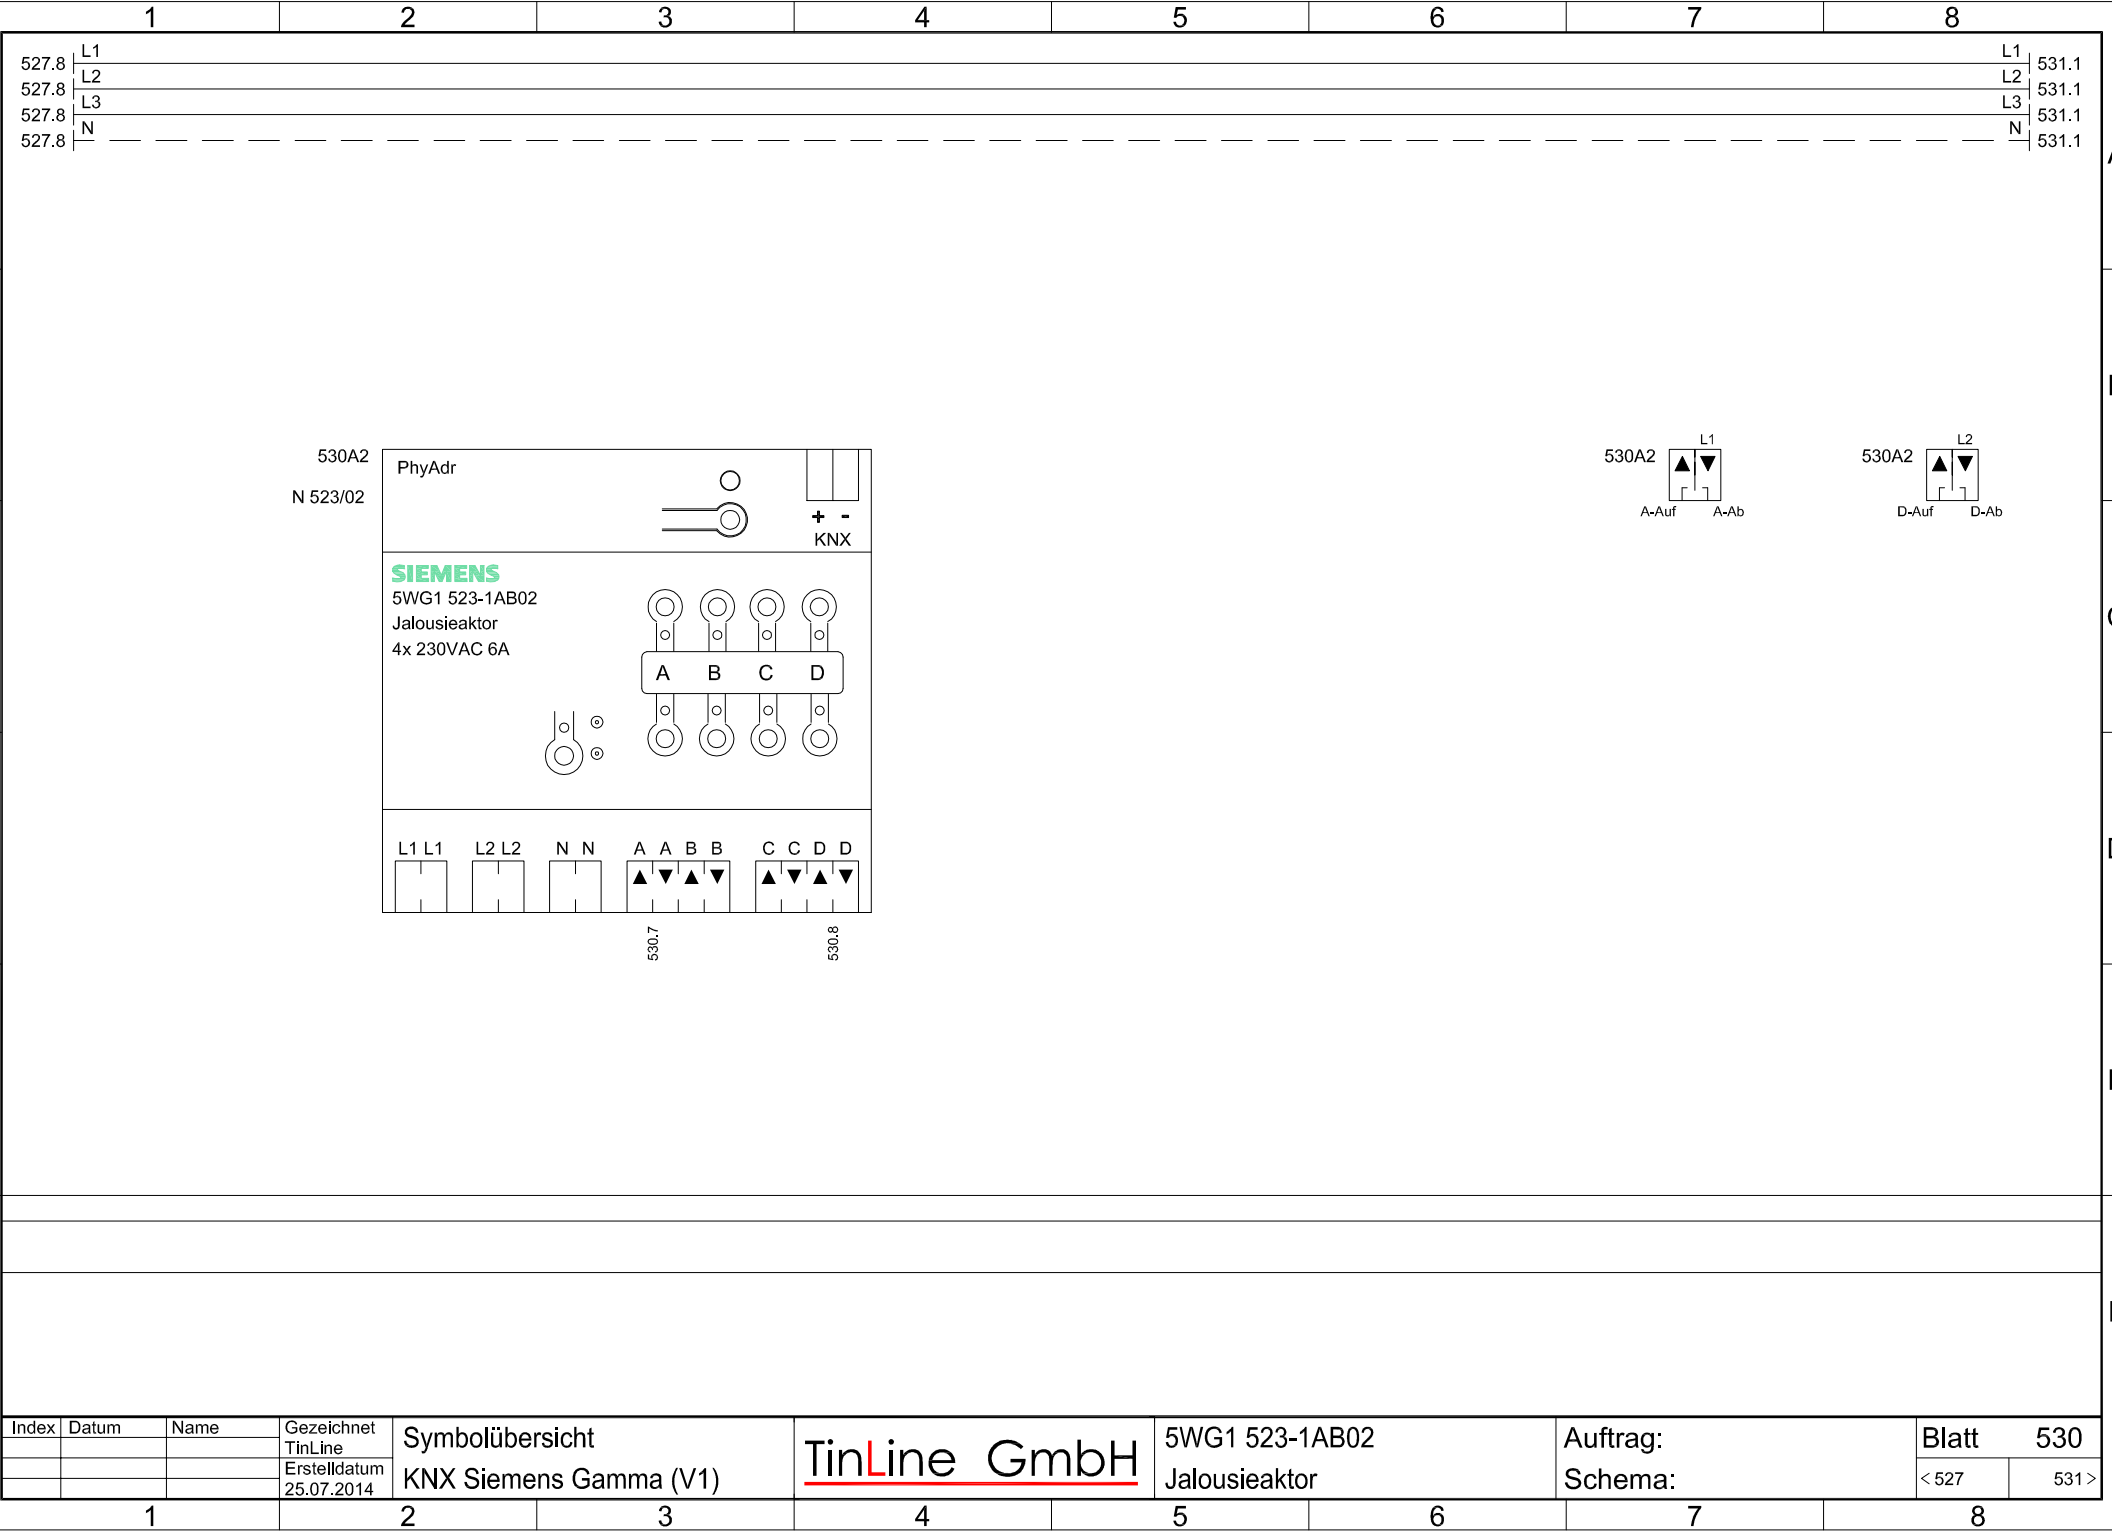 1 2 3 4 5 6 7 8
527.8 L1 L1 531.1
527.8 L2 L2 531.1
527.8 L3 L3 531.1
527.8 N N 531.1
530A2
N 523/02
PhyAdr
+ -
KNX
SIEMENS
5WG1 523-1AB02
Jalousieaktor
4x 230VAC 6A
A B C D
L1 L1 L2 L2 N N A A B B C C D D
530.7 530.8
L1
530A2
A-Auf A-Ab
L2
530A2
D-Auf D-Ab
Index Datum Name
Gezeichnet
TinLine
Erstelldatum
25.07.2014
Symbolübersicht
KNX Siemens Gamma (V1)
TinLine GmbH
5WG1 523-1AB02
Jalousieaktor
Auftrag:
Schema:
Blatt 530
< 527 531 >
1 2 3 4 5 6 7 8